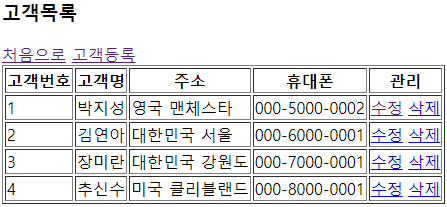 고객목록
처음으로 고객등록
고객번호 고객명 주소 휴대폰 관리
1 박지성 영국 맨체스타 000-5000-0002 수정 삭제
2 김연아 대한민국 서울 000-6000-0001 수정 삭제
3 장미란 대한민국 강원도 000-7000-0001 수정 삭제
4 추신수 미국 클리블랜드 000-8000-0001 수정 삭제